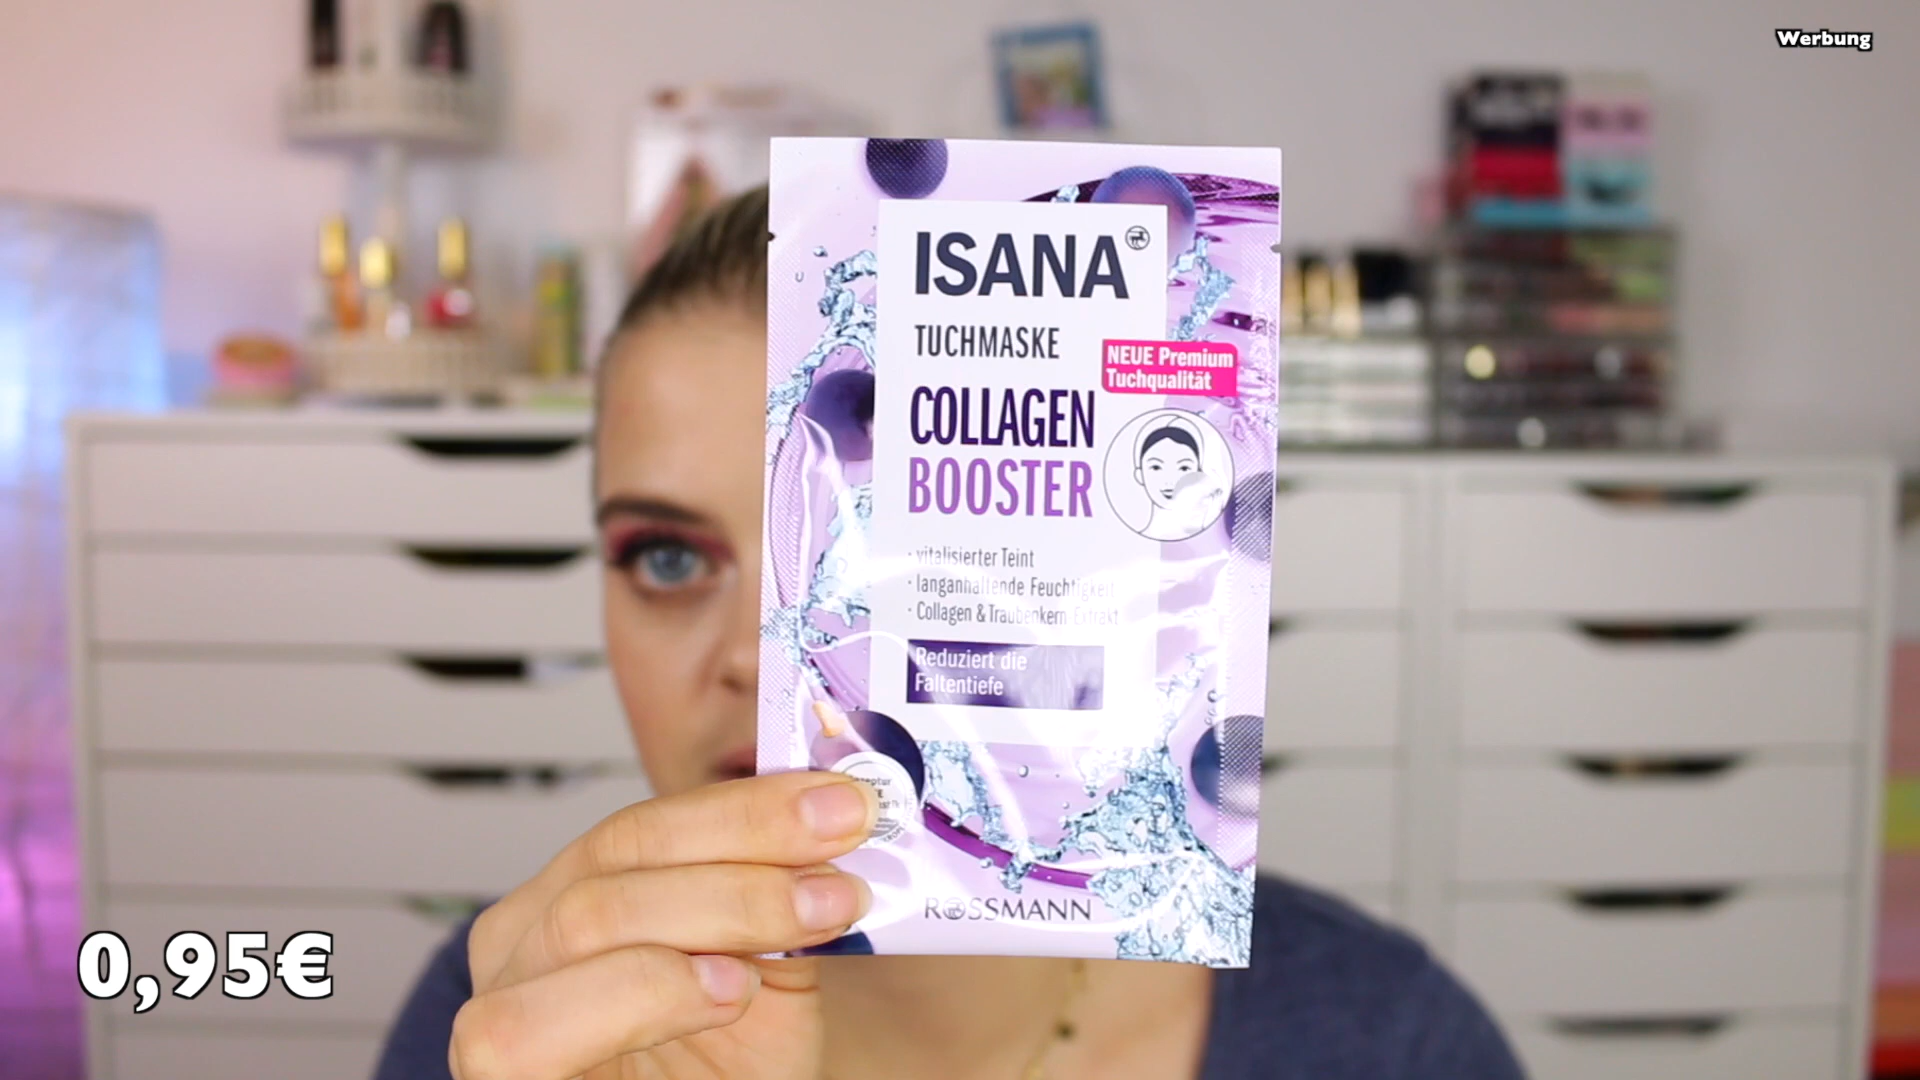 Werbung
ISANA
TUCHMASKE
NEUE Premium
Tuchqualität
COLLAGEN
BOOSTER
· vitalisierter Teint
· langanhaltende Feuchtigkeit
· Collagen & Traubenkern Extrakt
Reduziert die
Faltentiefe
ROSSMANN
0,95€